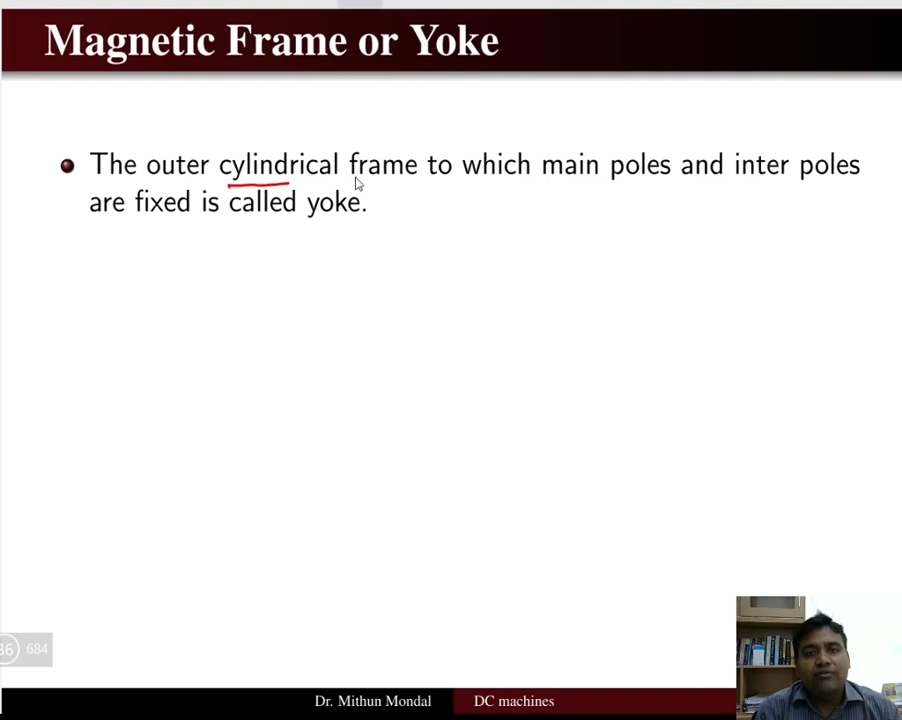 Magnetic Frame or Yoke
The outer cylindrical frame to which main poles and inter poles
are fixed is called yoke.
684
Dr. Mithun Mondal DC machines